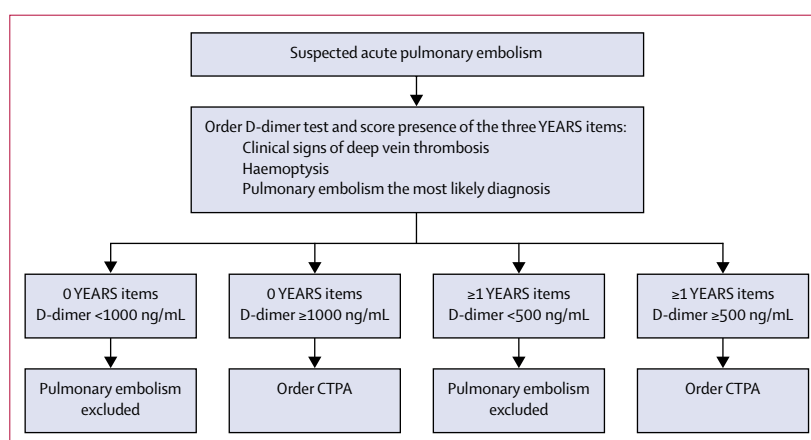 Suspected acute pulmonary embolism
Order D-dimer test and score presence of the three YEARS items:
Clinical signs of deep vein thrombosis
Haemoptysis
Pulmonary embolism the most likely diagnosis
0 YEARS items
D-dimer <1000 ng/mL
0 YEARS items
D-dimer ≥1000 ng/mL
≥1 YEARS items
D-dimer <500 ng/mL
≥1 YEARS items
D-dimer ≥500 ng/mL
Pulmonary embolism
excluded
Order CTPA
Pulmonary embolism
excluded
Order CTPA